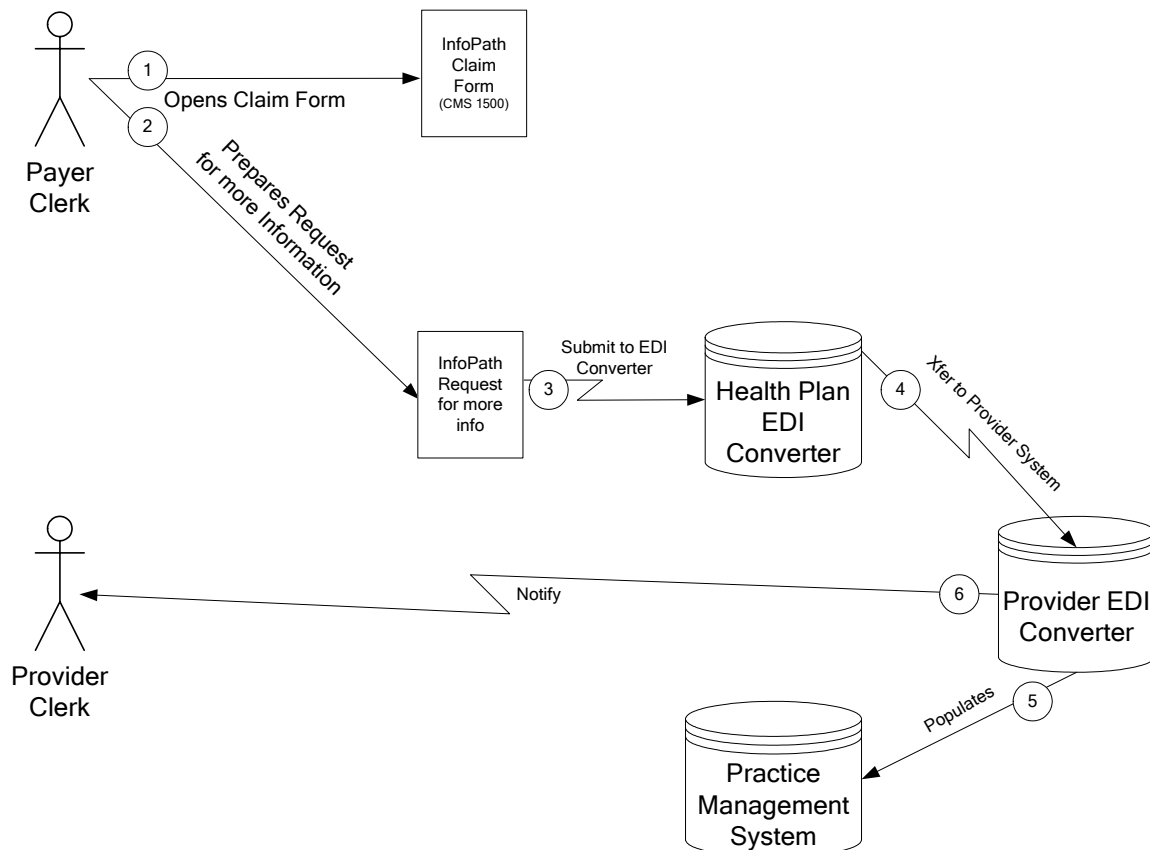 InfoPath
Claim
Form
(CMS 1500)
1
Opens Claim Form
2
Payer
Clerk
Prepares Request
for more Information
InfoPath
Request
for more
info
3
Submit to EDI
Converter
Health Plan
EDI
Converter
4
Xfer to Provider System
Provider EDI
Converter
6
Notify
Provider
Clerk
5
Populates
Practice
Management
System